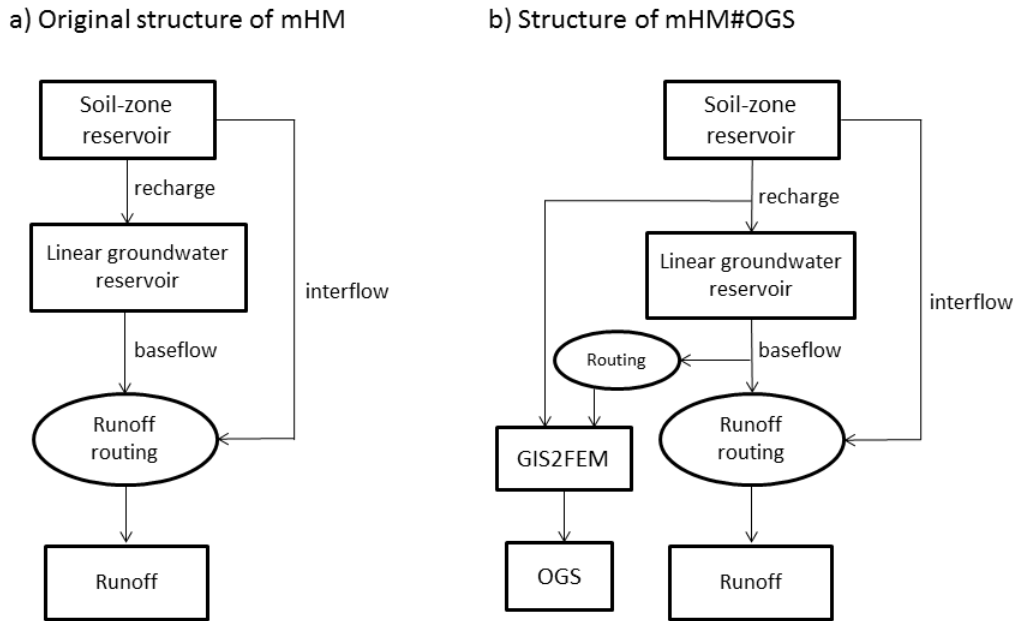 a) Original structure of mHM
Soil-zone
reservoir
recharge
Linear groundwater
reservoir
interflow
baseflow
Runoff
routing
Runoff
b) Structure of mHM#OGS
Soil-zone
reservoir
recharge
Linear groundwater
reservoir
interflow
baseflow
Routing
Runoff
routing
GIS2FEM
OGS
Runoff